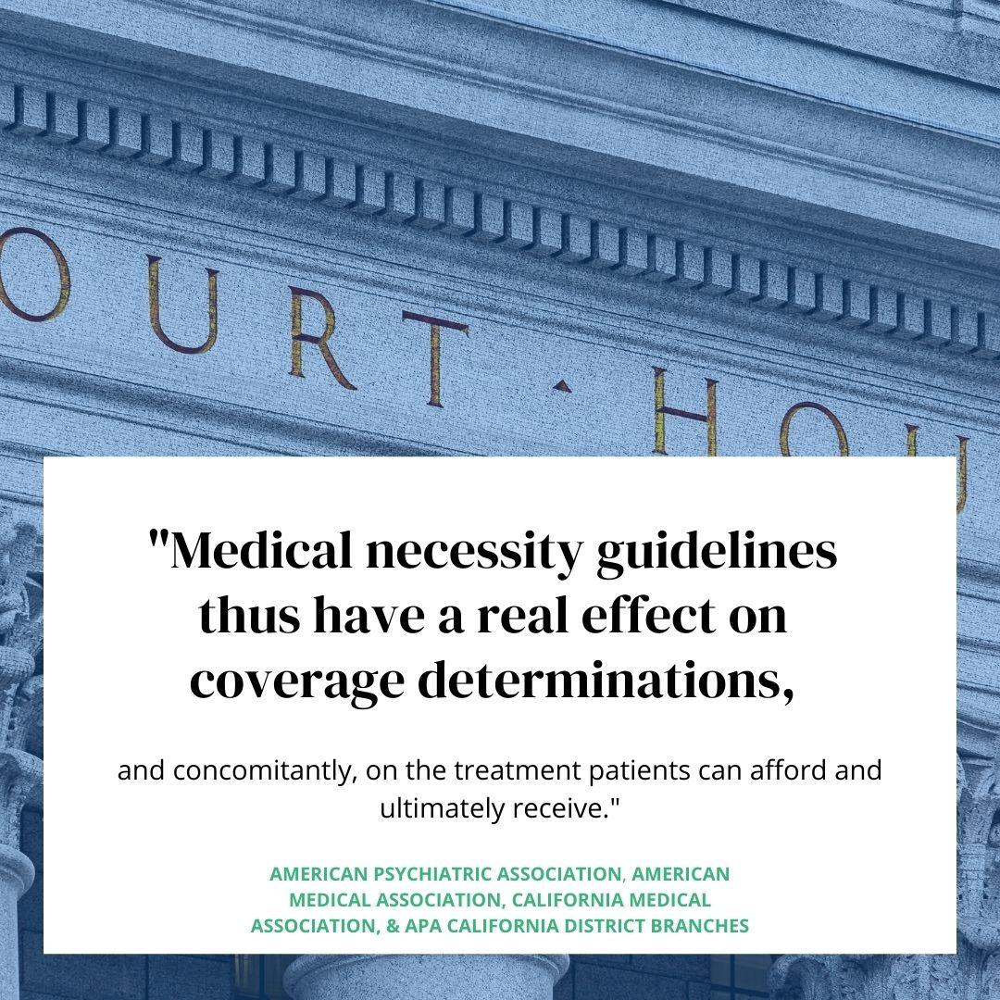 OURT · HOU
"Medical necessity guidelines
thus have a real effect on
coverage determinations,
and concomitantly, on the treatment patients can afford and
ultimately receive."
AMERICAN PSYCHIATRIC ASSOCIATION, AMERICAN
MEDICAL ASSOCIATION, CALIFORNIA MEDICAL
ASSOCIATION, & APA CALIFORNIA DISTRICT BRANCHES